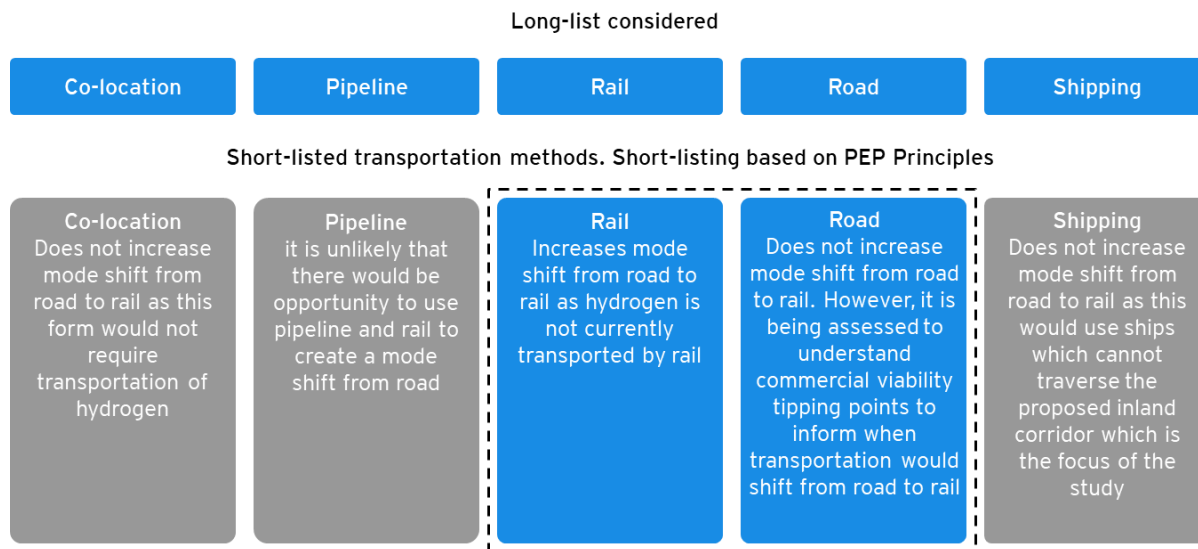 Long-list considered
Co-location
Pipeline
Rail
Road
Shipping
Short-listed transportation methods. Short-listing based on PEP Principles
Co-location
Does not increase
mode shift from
road to rail as this
form would not
require
transportation of
hydrogen
Pipeline
it is unlikely that
there would be
opportunity to use
pipeline and rail to
create a mode
shift from road
Rail
Increases mode
shift from road to
rail as hydrogen is
not currently
transported by rail
Road
Does not increase
mode shift from road
to rail. However, it is
being assessed to
understand
commercial viability
tipping points to
inform when
transportation would
shift from road to rail
Shipping
Does not increase
mode shift from
road to rail as this
would use ships
which cannot
traverse the
proposed inland
corridor which is
the focus of the
study